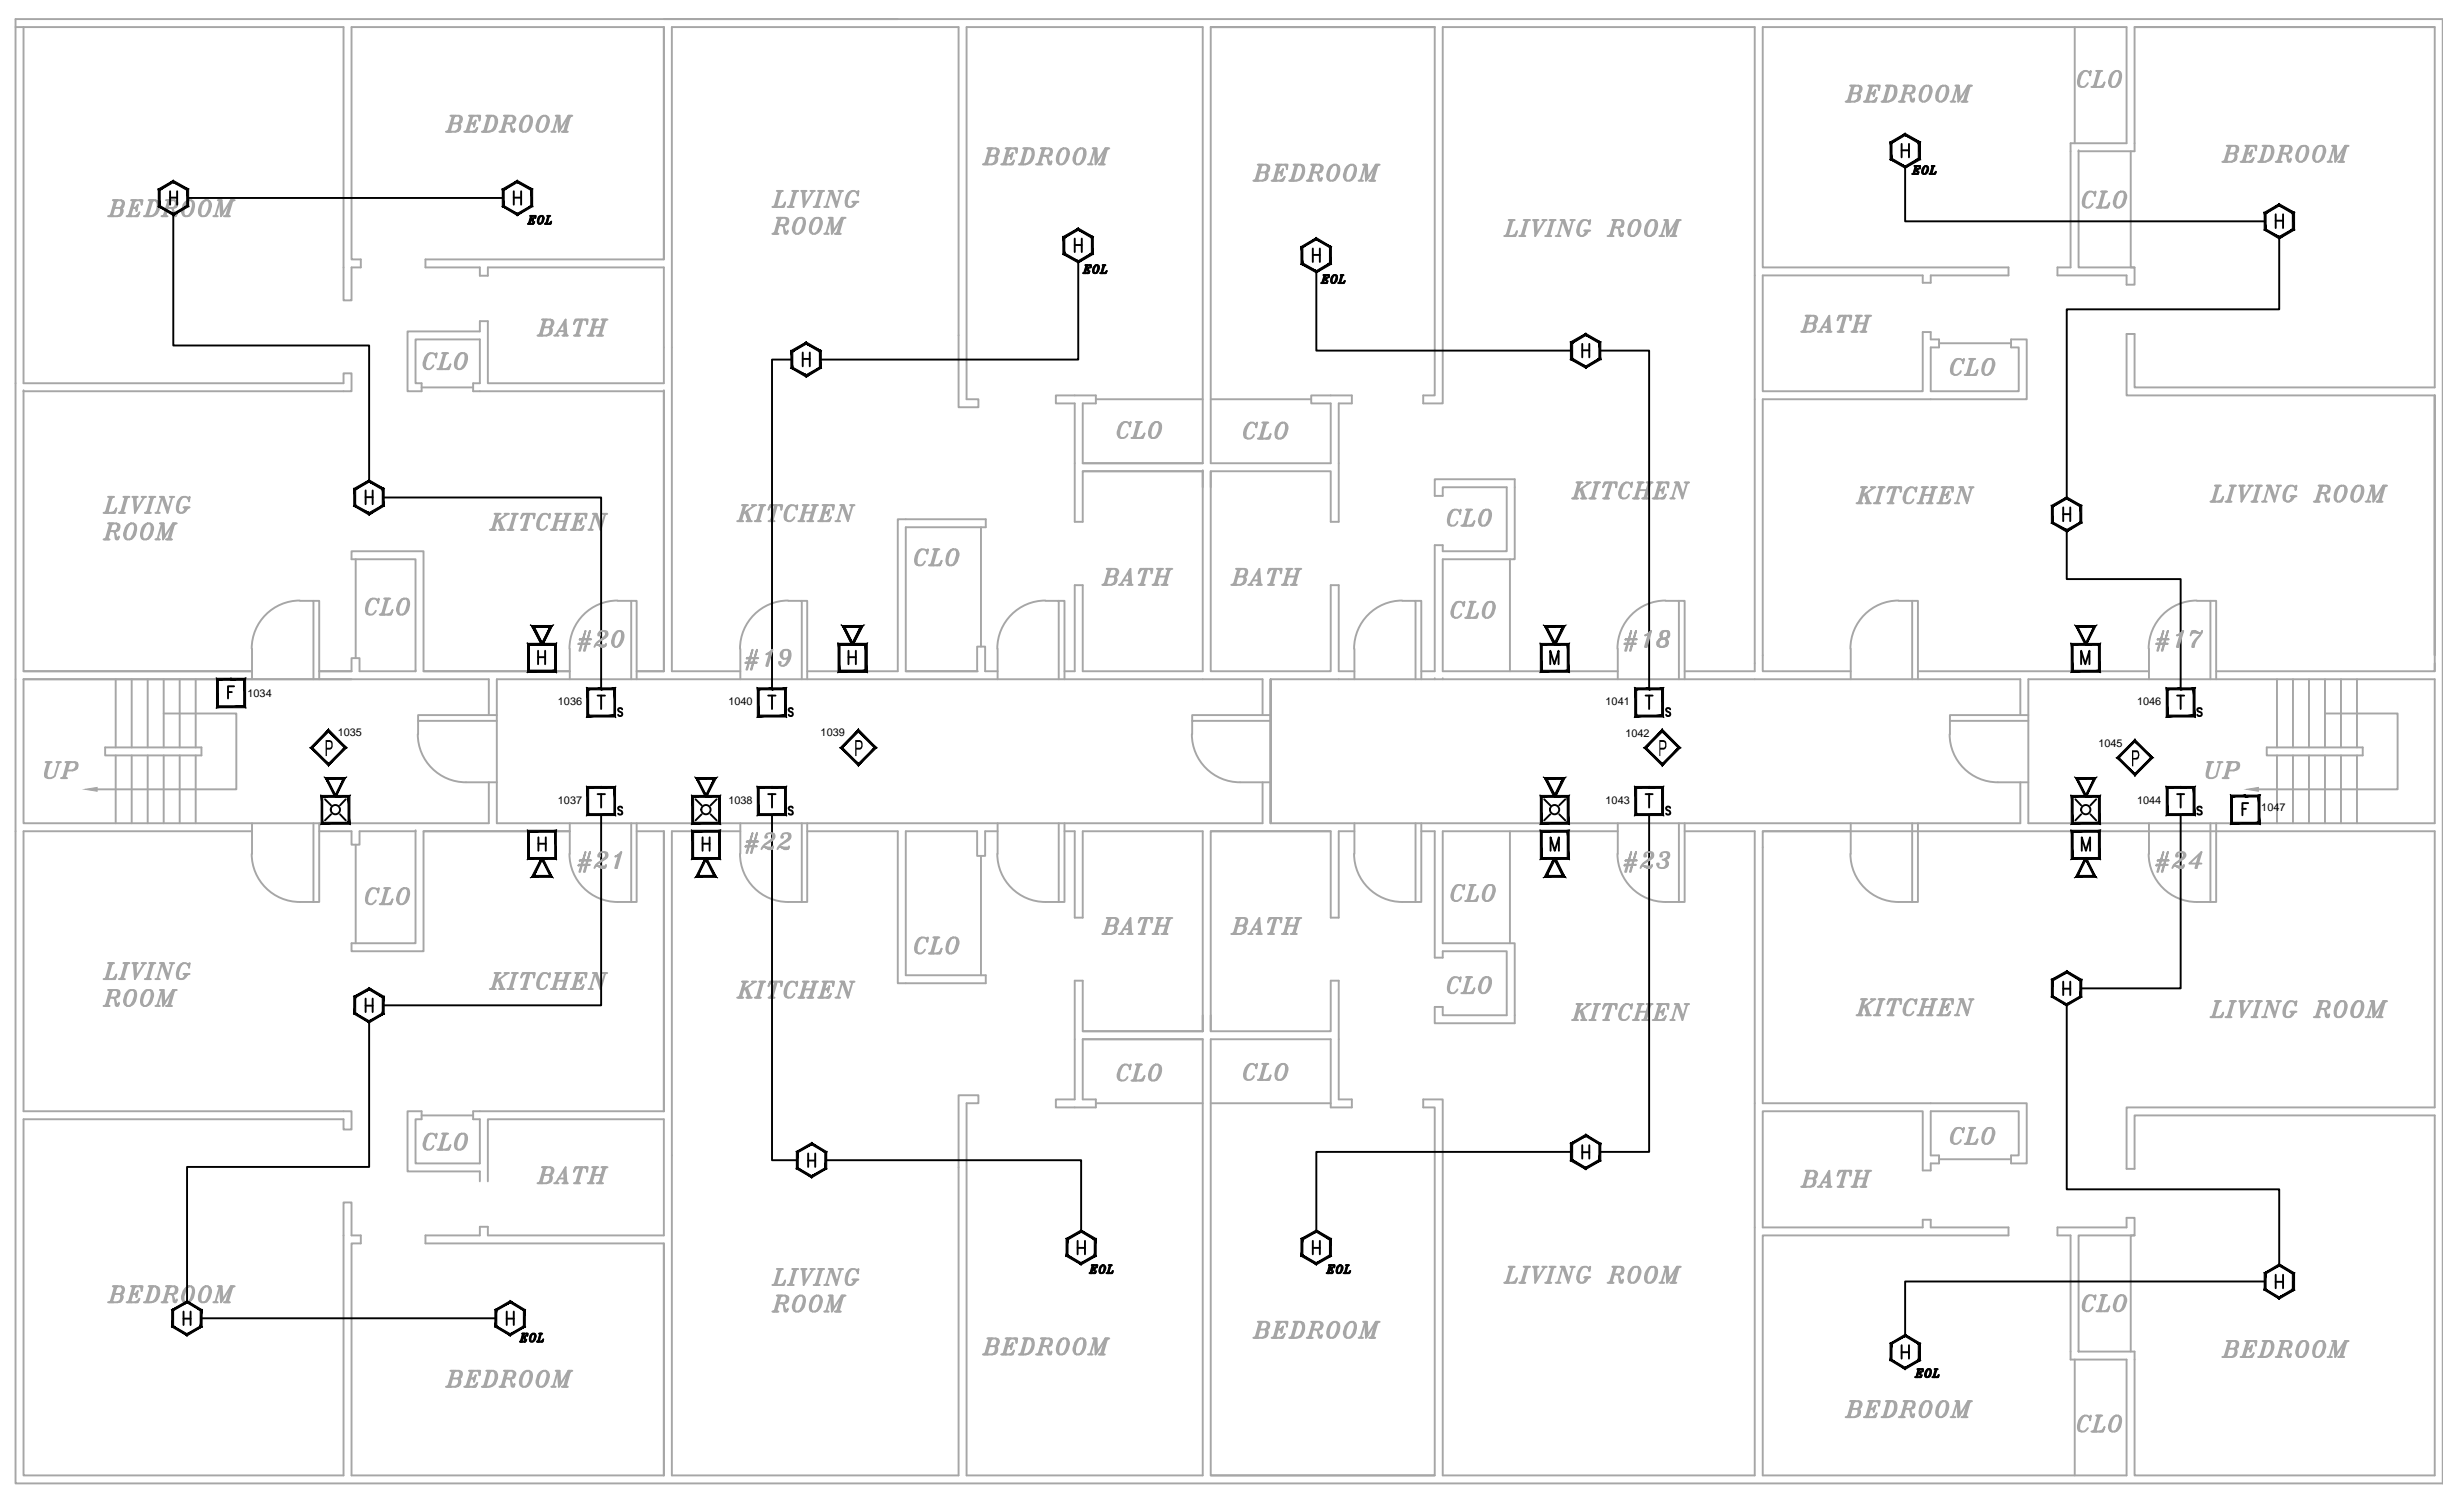 CLO
BEDROOM
BEDROOM
H
EOL
BEDROOM
BEDROOM
BEDROOM
H
H
EOL
BEDROOM
LIVING
ROOM
CLO
H
LIVING ROOM
H
EOL
H
EOL
BATH
BATH
CLO
H
H
CLO
CLO
CLO
H
LIVING
ROOM
KITCHEN
KITCHEN
CLO
KITCHEN
CLO
KITCHEN
H
LIVING ROOM
CLO
BATH
BATH
CLO
CLO
H
#20
#19
H
M
#18
M
#17
F
1034
1036
T
S
1040
T
S
1041
T
S
1046
T
S
P
1035
1039
P
1042
P
1045
P
UP
UP
1037
T
S
1038
T
S
1043
T
S
1044
T
S
F
1047
H
#21
H
#22
M
#23
M
#24
CLO
CLO
BATH
BATH
CLO
LIVING
ROOM
H
KITCHEN
KITCHEN
CLO
KITCHEN
H
KITCHEN
LIVING ROOM
CLO
CLO
CLO
CLO
BATH
H
H
BATH
H
EOL
H
EOL
BEDROOM
LIVING
ROOM
LIVING ROOM
H
CLO
H
H
EOL
BEDROOM
BEDROOM
H
EOL
BEDROOM
BEDROOM
BEDROOM
CLO